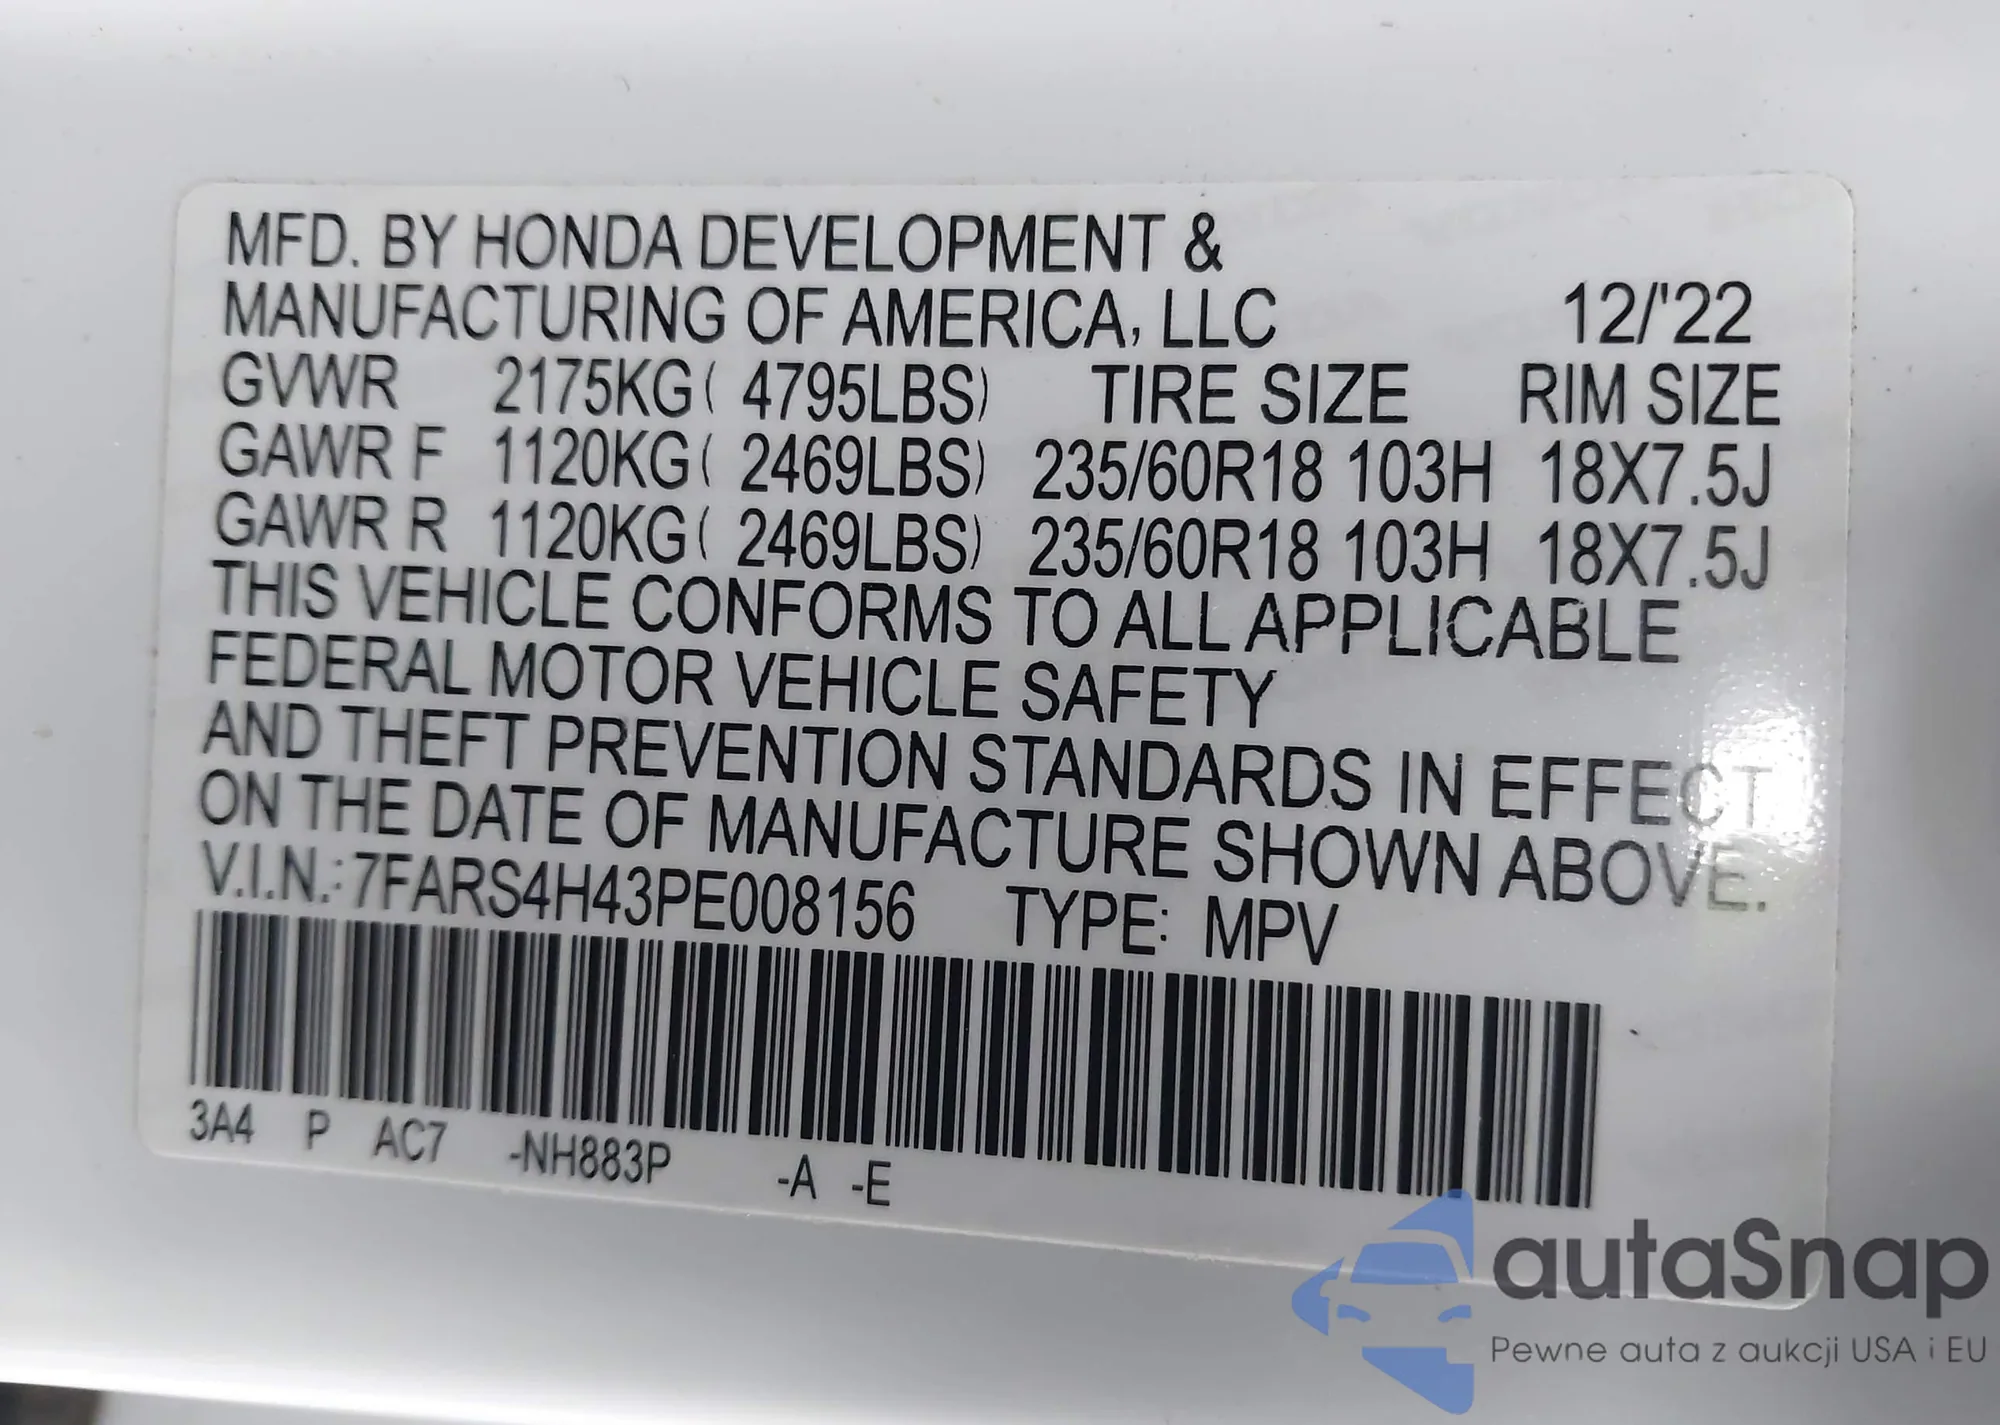 MFD. BY HONDA DEVELOPMENT &
MANUFACTURING OF AMERICA, LLC 12/'22
GVWR 2175KG( 4795LBS) TIRE SIZE RIM SIZE
GAWR F 1120KG( 2469LBS) 235/60R18 103H 18X7.5J
GAWR R 1120KG( 2469LBS) 235/60R18 103H 18X7.5J
THIS VEHICLE CONFORMS TO ALL APPLICABLE
FEDERAL MOTOR VEHICLE SAFETY
AND THEFT PREVENTION STANDARDS IN EFFECT
ON THE DATE OF MANUFACTURE SHOWN ABOVE.
V.I.N.:7FARS4H43PE008156 TYPE: MPV
3A4 P AC7 -NH883P -A -E
autaSnap
Pewne auta z aukcji USA i EU